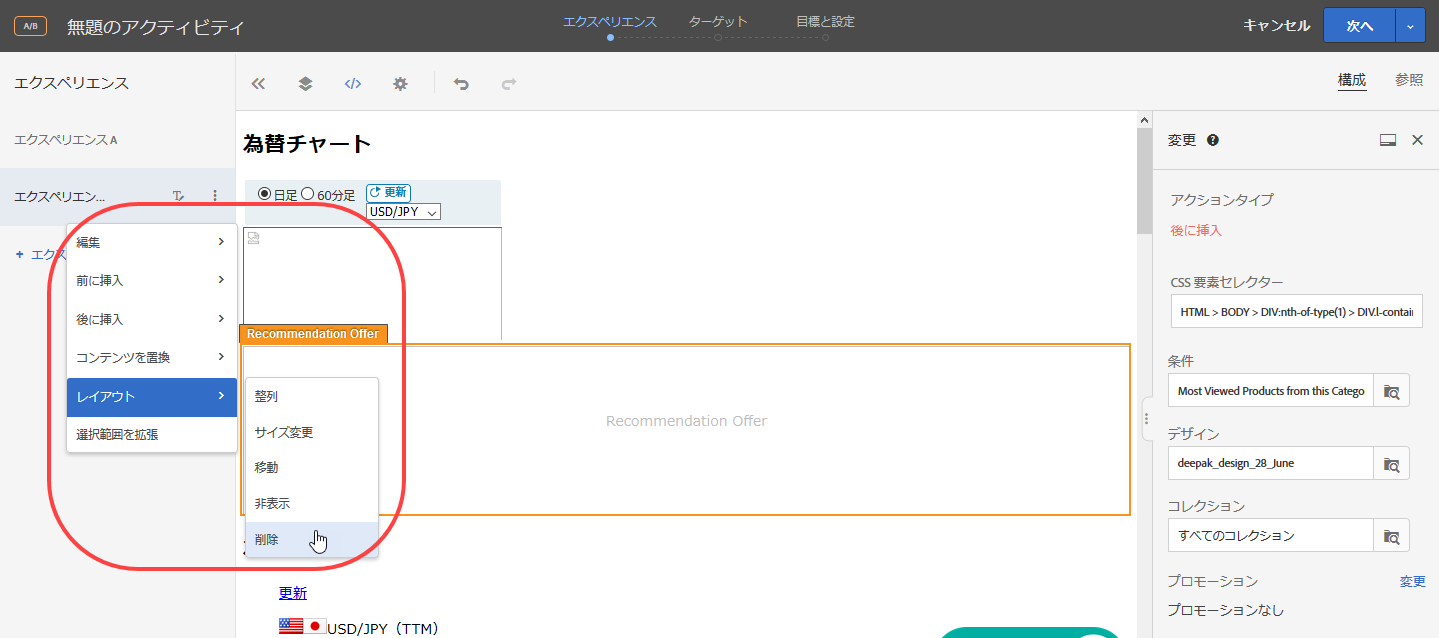 A/B
無題のアクティビティ
エクスペリエンス
ターゲット
目標と設定
キャンセル
次へ
エクスペリエンス
構成
参照
エクスペリエンス A
エクスペリエン...
+ エクス
編集
前に挿入
後に挿入
コンテンツを置換
レイアウト
選択範囲を拡張
整列
サイズ変更
移動
非表示
削除
為替チャート
日足 60分足 更新
USD/JPY
Recommendation Offer
Recommendation Offer
更新
USD/JPY（TTM）
変更
アクションタイプ
後に挿入
CSS 要素セレクター
HTML > BODY > DIV:nth-of-type(1) > DIV.l-contain
条件
Most Viewed Products from this Catego
デザイン
deepak_design_28_June
コレクション
すべてのコレクション
プロモーション 変更
プロモーションなし